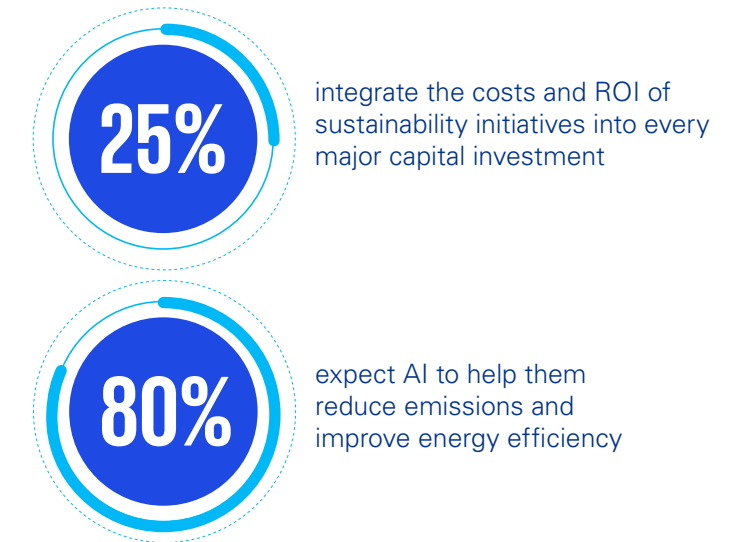 25%
integrate the costs and ROI of
sustainability initiatives into every
major capital investment
80%
expect AI to help them
reduce emissions and
improve energy efficiency